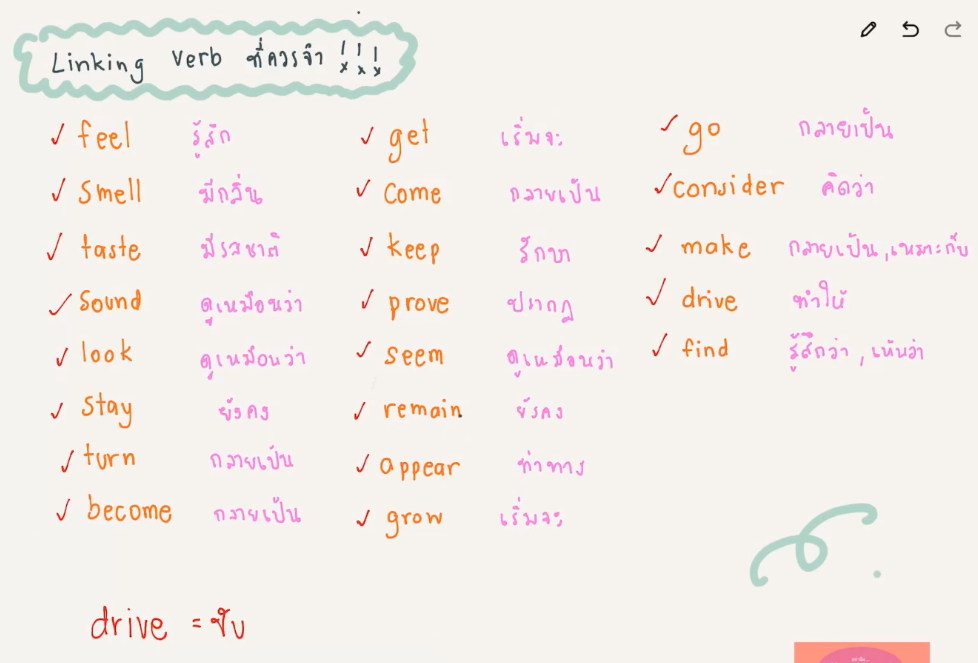 Linking Verb ที่ควรจำ !!!
✓ feel รู้สึก
✓ smell มีกลิ่น
✓ taste มีรสชาติ
✓ sound ดูเหมือนว่า
✓ look ดูเหมือนว่า
✓ stay ยังคง
✓ turn กลายเป็น
✓ become กลายเป็น
✓ get เริ่มจะ
✓ come กลายเป็น
✓ keep รักษา
✓ prove ปรากฎ
✓ seem ดูเหมือนว่า
✓ remain ยังคง
✓ appear ท่าทาง
✓ grow เริ่มจะ
✓ go กลายเป็น
✓ consider คิดว่า
✓ make กลายเป็น, เหมาะกับ
✓ drive ทำให้
✓ find รู้สึกว่า, เห็นว่า
drive = ขับ